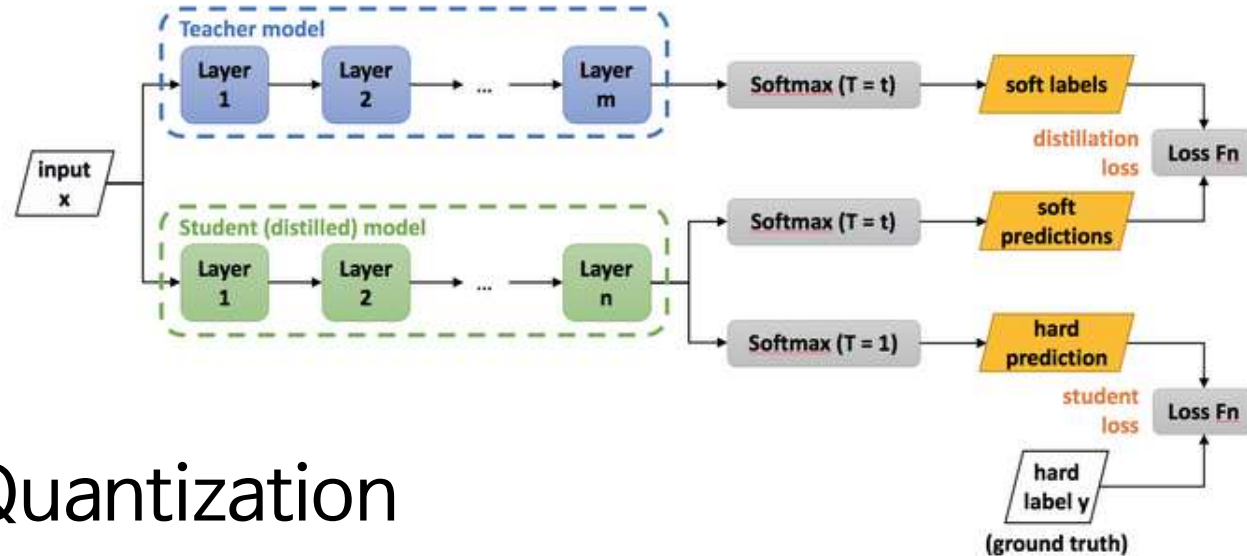 Teacher model
Layer
1
Layer
2
...
Layer
m
Softmax (T = t)
soft labels
distillation
loss
Loss Fn
input
x
Student (distilled) model
Layer
1
Layer
2
...
Layer
n
Softmax (T = t)
soft
predictions
Softmax (T = 1)
hard
prediction
student
loss
Loss Fn
hard
label y
(ground truth)
Quantization